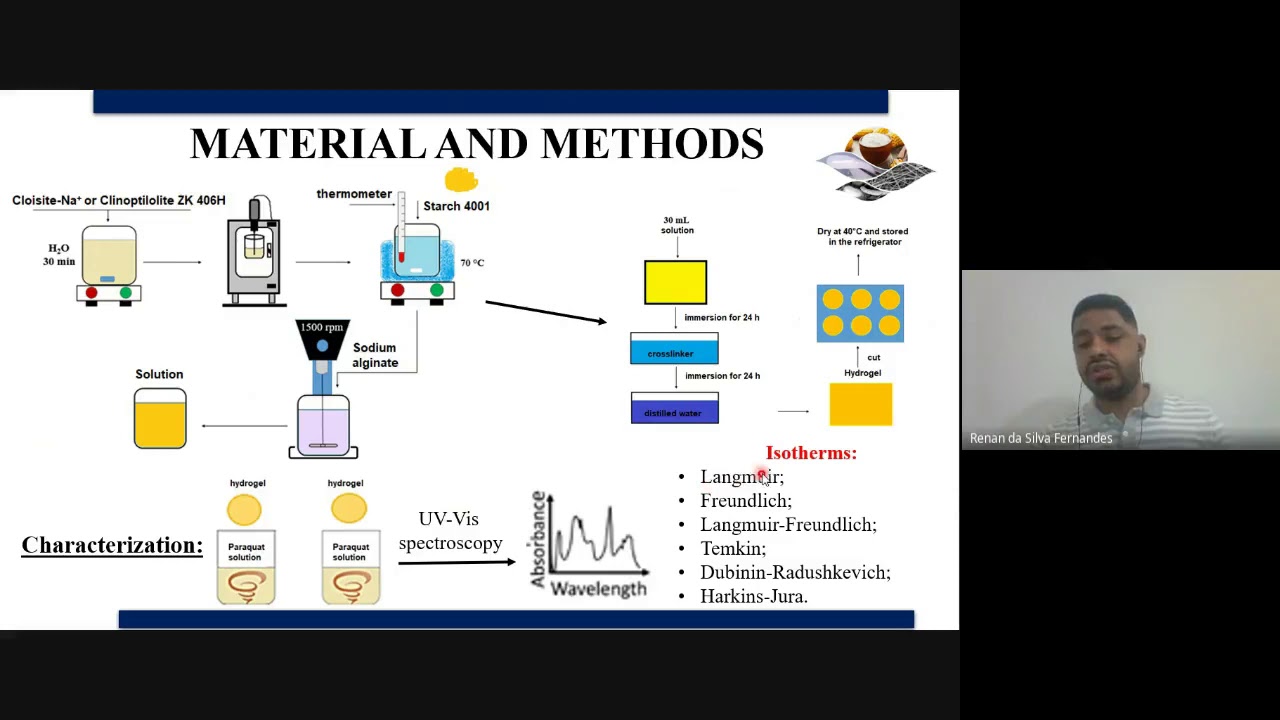 MATERIAL AND METHODS
Cloisite-Na⁺ or Clinoptilolite ZK 406H
H₂O
30 min
thermometer
Starch 4001
70 °C
1500 rpm
Sodium
alginate
Solution
30 mL
solution
immersion for 24 h
crosslinker
immersion for 24 h
distilled water
Dry at 40°C and stored
in the refrigerator
cut
Hydrogel
Characterization:
hydrogel
Paraquat
solution
hydrogel
Paraquat
solution
UV-Vis
spectroscopy
Absorbance
Wavelength
Isotherms:
• Langmuir;
• Freundlich;
• Langmuir-Freundlich;
• Temkin;
• Dubinin-Radushkevich;
• Harkins-Jura.
Renan da Silva Fernandes